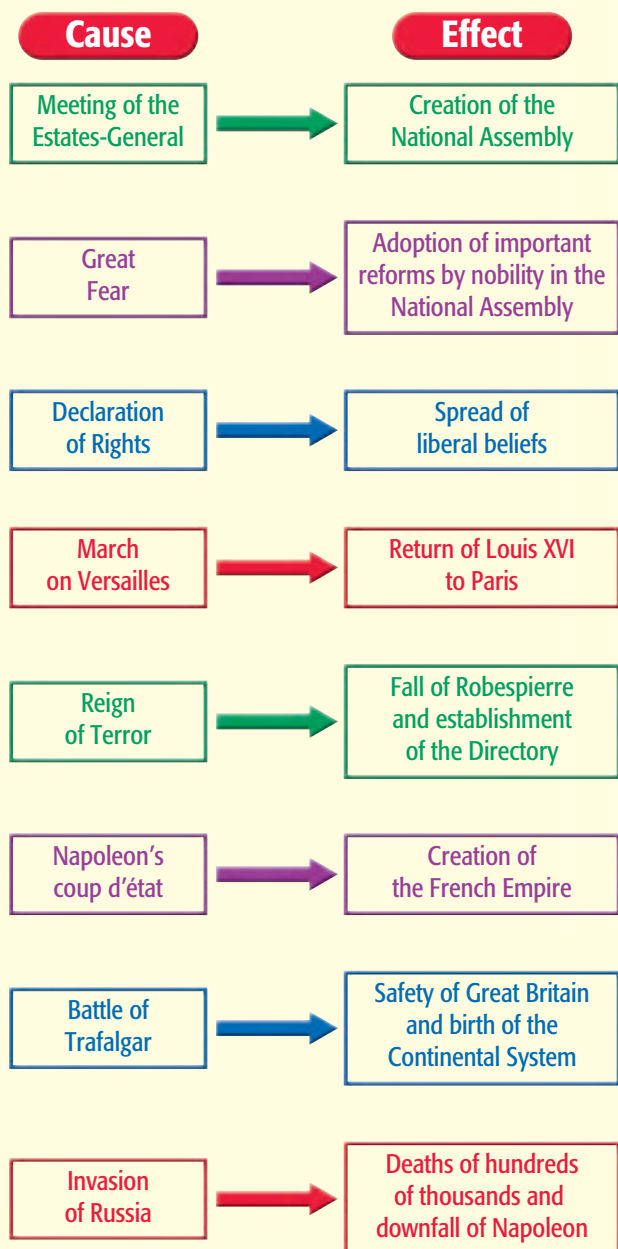 Cause
Effect
Meeting of the
Estates-General
Creation of the
National Assembly
Great
Fear
Adoption of important
reforms by nobility in the
National Assembly
Declaration
of Rights
Spread of
liberal beliefs
March
on Versailles
Return of Louis XVI
to Paris
Reign
of Terror
Fall of Robespierre
and establishment
of the Directory
Napoleon's
coup d'état
Creation of
the French Empire
Battle of
Trafalgar
Safety of Great Britain
and birth of the
Continental System
Invasion
of Russia
Deaths of hundreds
of thousands and
downfall of Napoleon